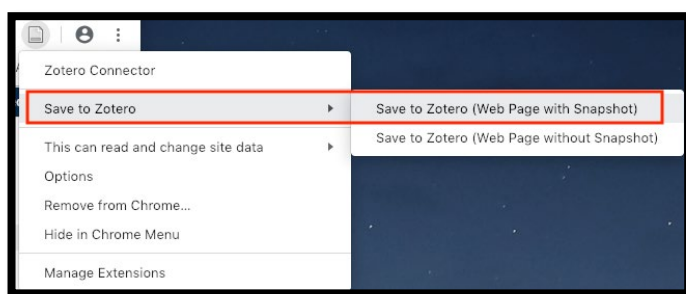 Zotero Connector
Save to Zotero
Save to Zotero (Web Page with Snapshot)
Save to Zotero (Web Page without Snapshot)
This can read and change site data
Options
Remove from Chrome...
Hide in Chrome Menu
Manage Extensions